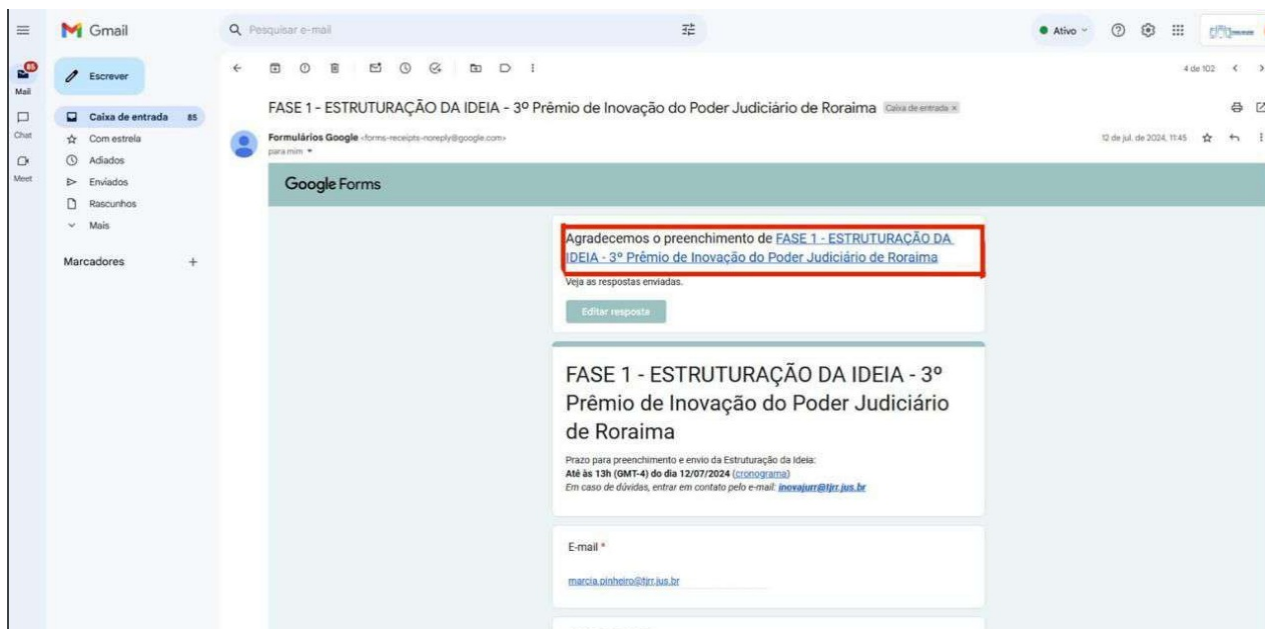 Gmail
Pesquisar e-mail
Ativo
85
Mail
Chat
Meet
Escrever
Caixa de entrada 85
Com estrela
Adiados
Enviados
Rascunhos
Mais
Marcadores +
4 de 102
FASE 1 - ESTRUTURAÇÃO DA IDEIA - 3º Prêmio de Inovação do Poder Judiciário de Roraima Caixa de entrada x
Formulários Google <forms-receipts-noreply@google.com>
para mim
12 de jul. de 2024, 11:45
Google Forms
Agradecemos o preenchimento de FASE 1 - ESTRUTURAÇÃO DA
IDEIA - 3º Prêmio de Inovação do Poder Judiciário de Roraima
Veja as respostas enviadas.
Editar resposta
FASE 1 - ESTRUTURAÇÃO DA IDEIA - 3º
Prêmio de Inovação do Poder Judiciário
de Roraima
Prazo para preenchimento e envio da Estruturação da Ideia:
Até às 13h (GMT-4) do dia 12/07/2024 (cronograma)
Em caso de dúvidas, entrar em contato pelo e-mail: inovajurr@tjrr.jus.br
E-mail *
marcia.pinheiro@tjrr.jus.br